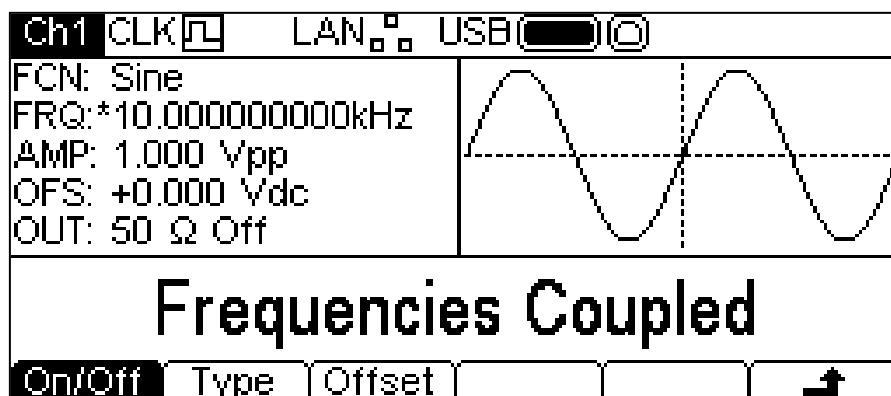 Ch1 CLK LAN USB
FCN: Sine
FRQ:*10.000000000kHz
AMP: 1.000 Vpp
OFS: +0.000 Vdc
OUT: 50 Ω Off
Frequencies Coupled
On/Off Type Offset